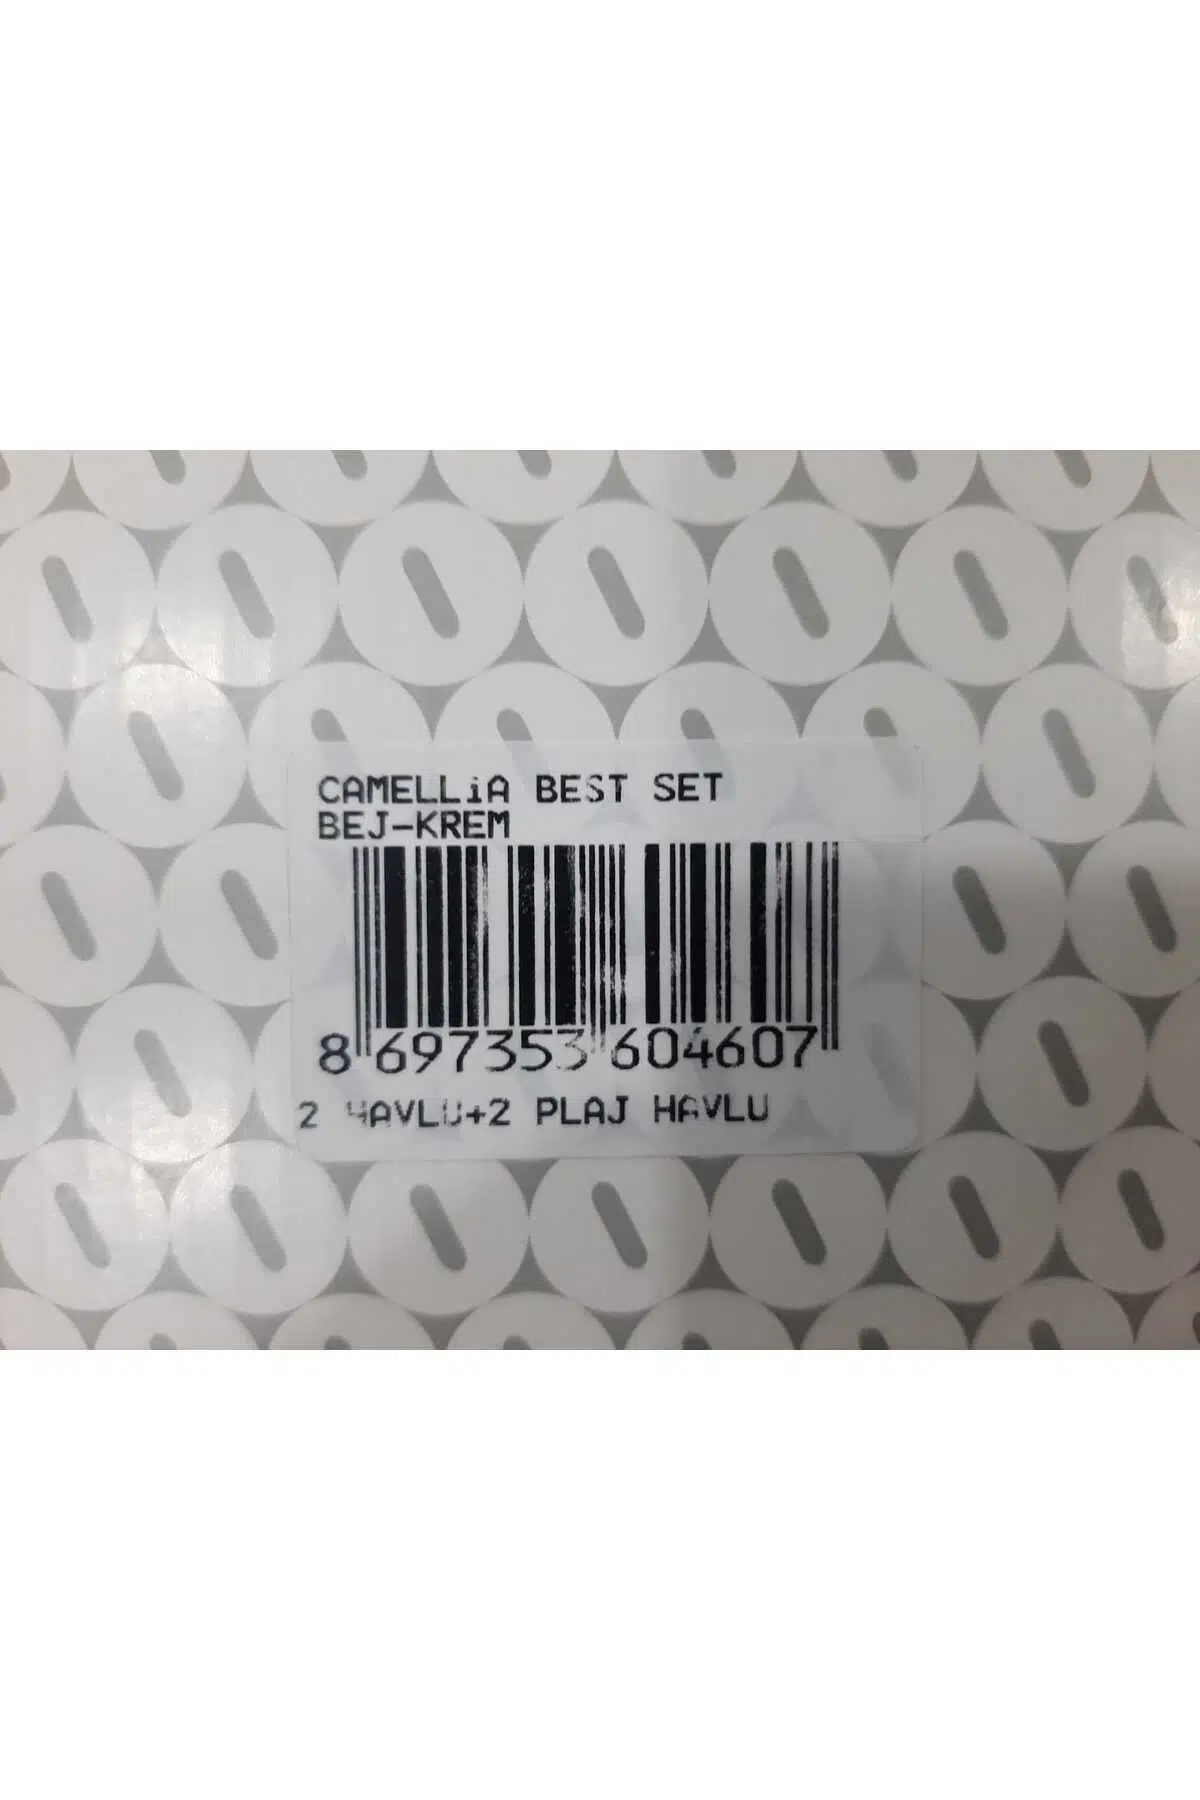 CAMELLiA BEST SET
BEJ-KREM
8 697353 604607
2 HAVLU+2 PLAJ HAVLU